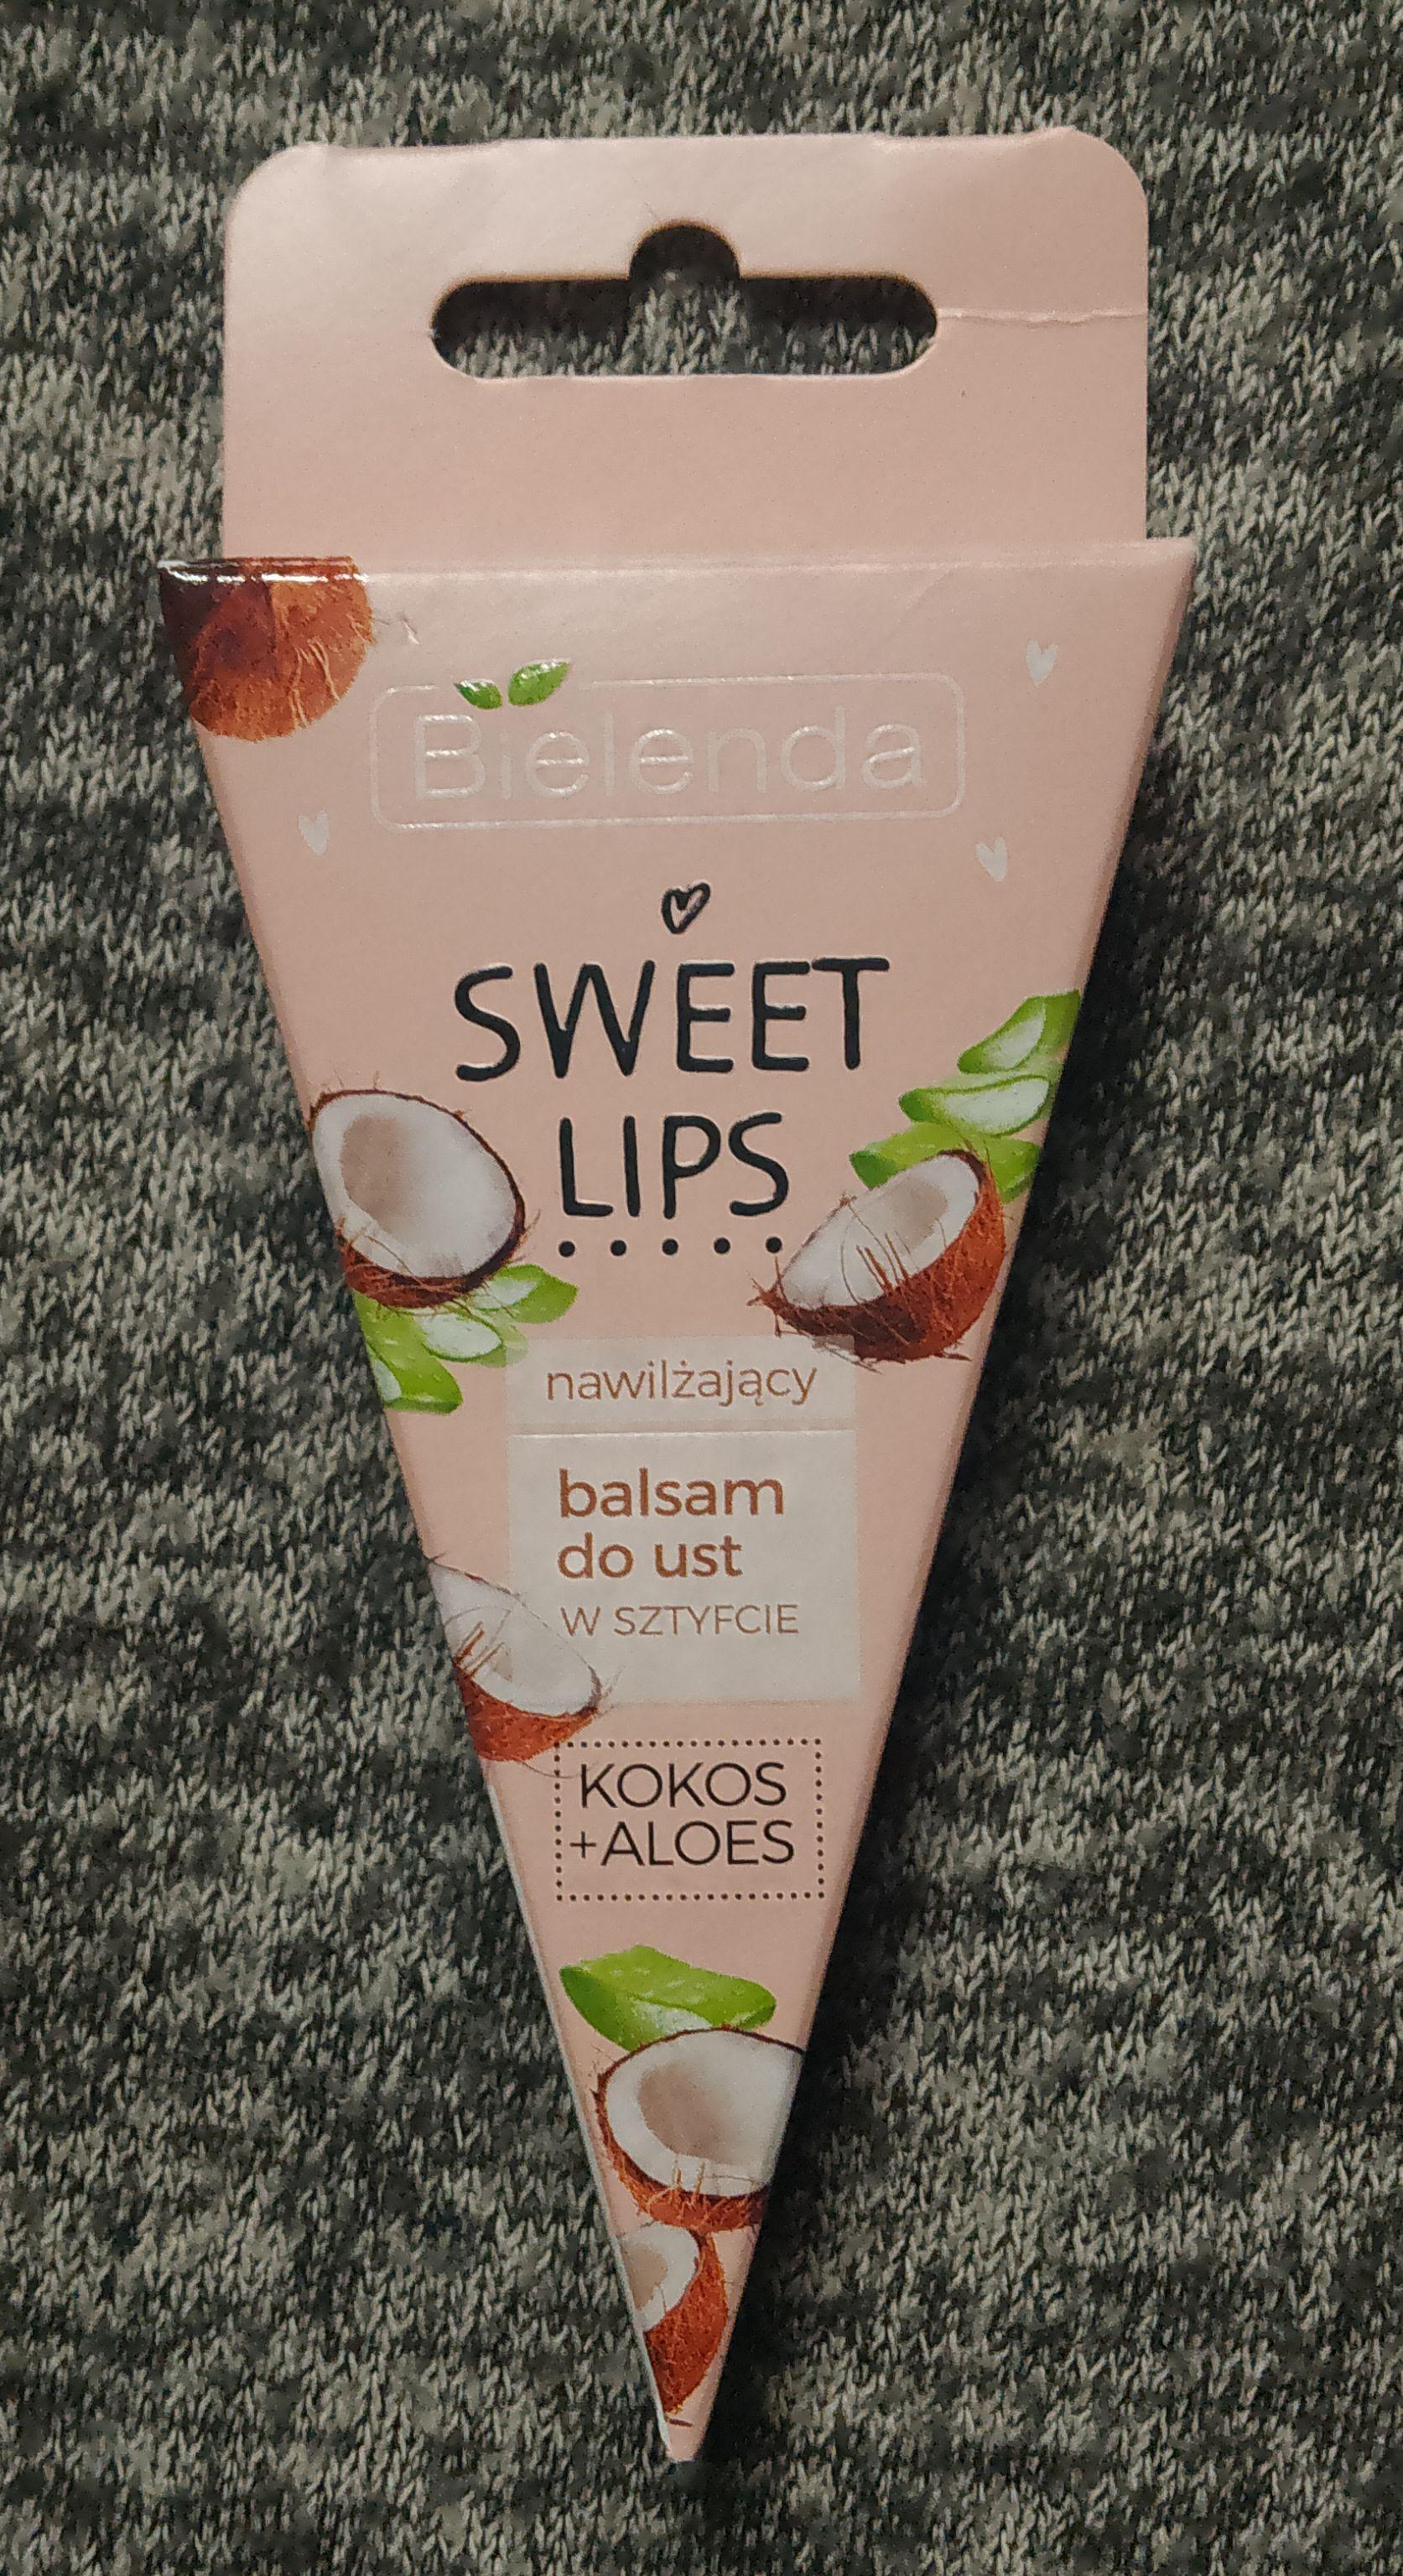 Bielenda
SWEET
LIPS
nawilżający
balsam
do ust
W SZTYFCIE
KOKOS
+ALOES